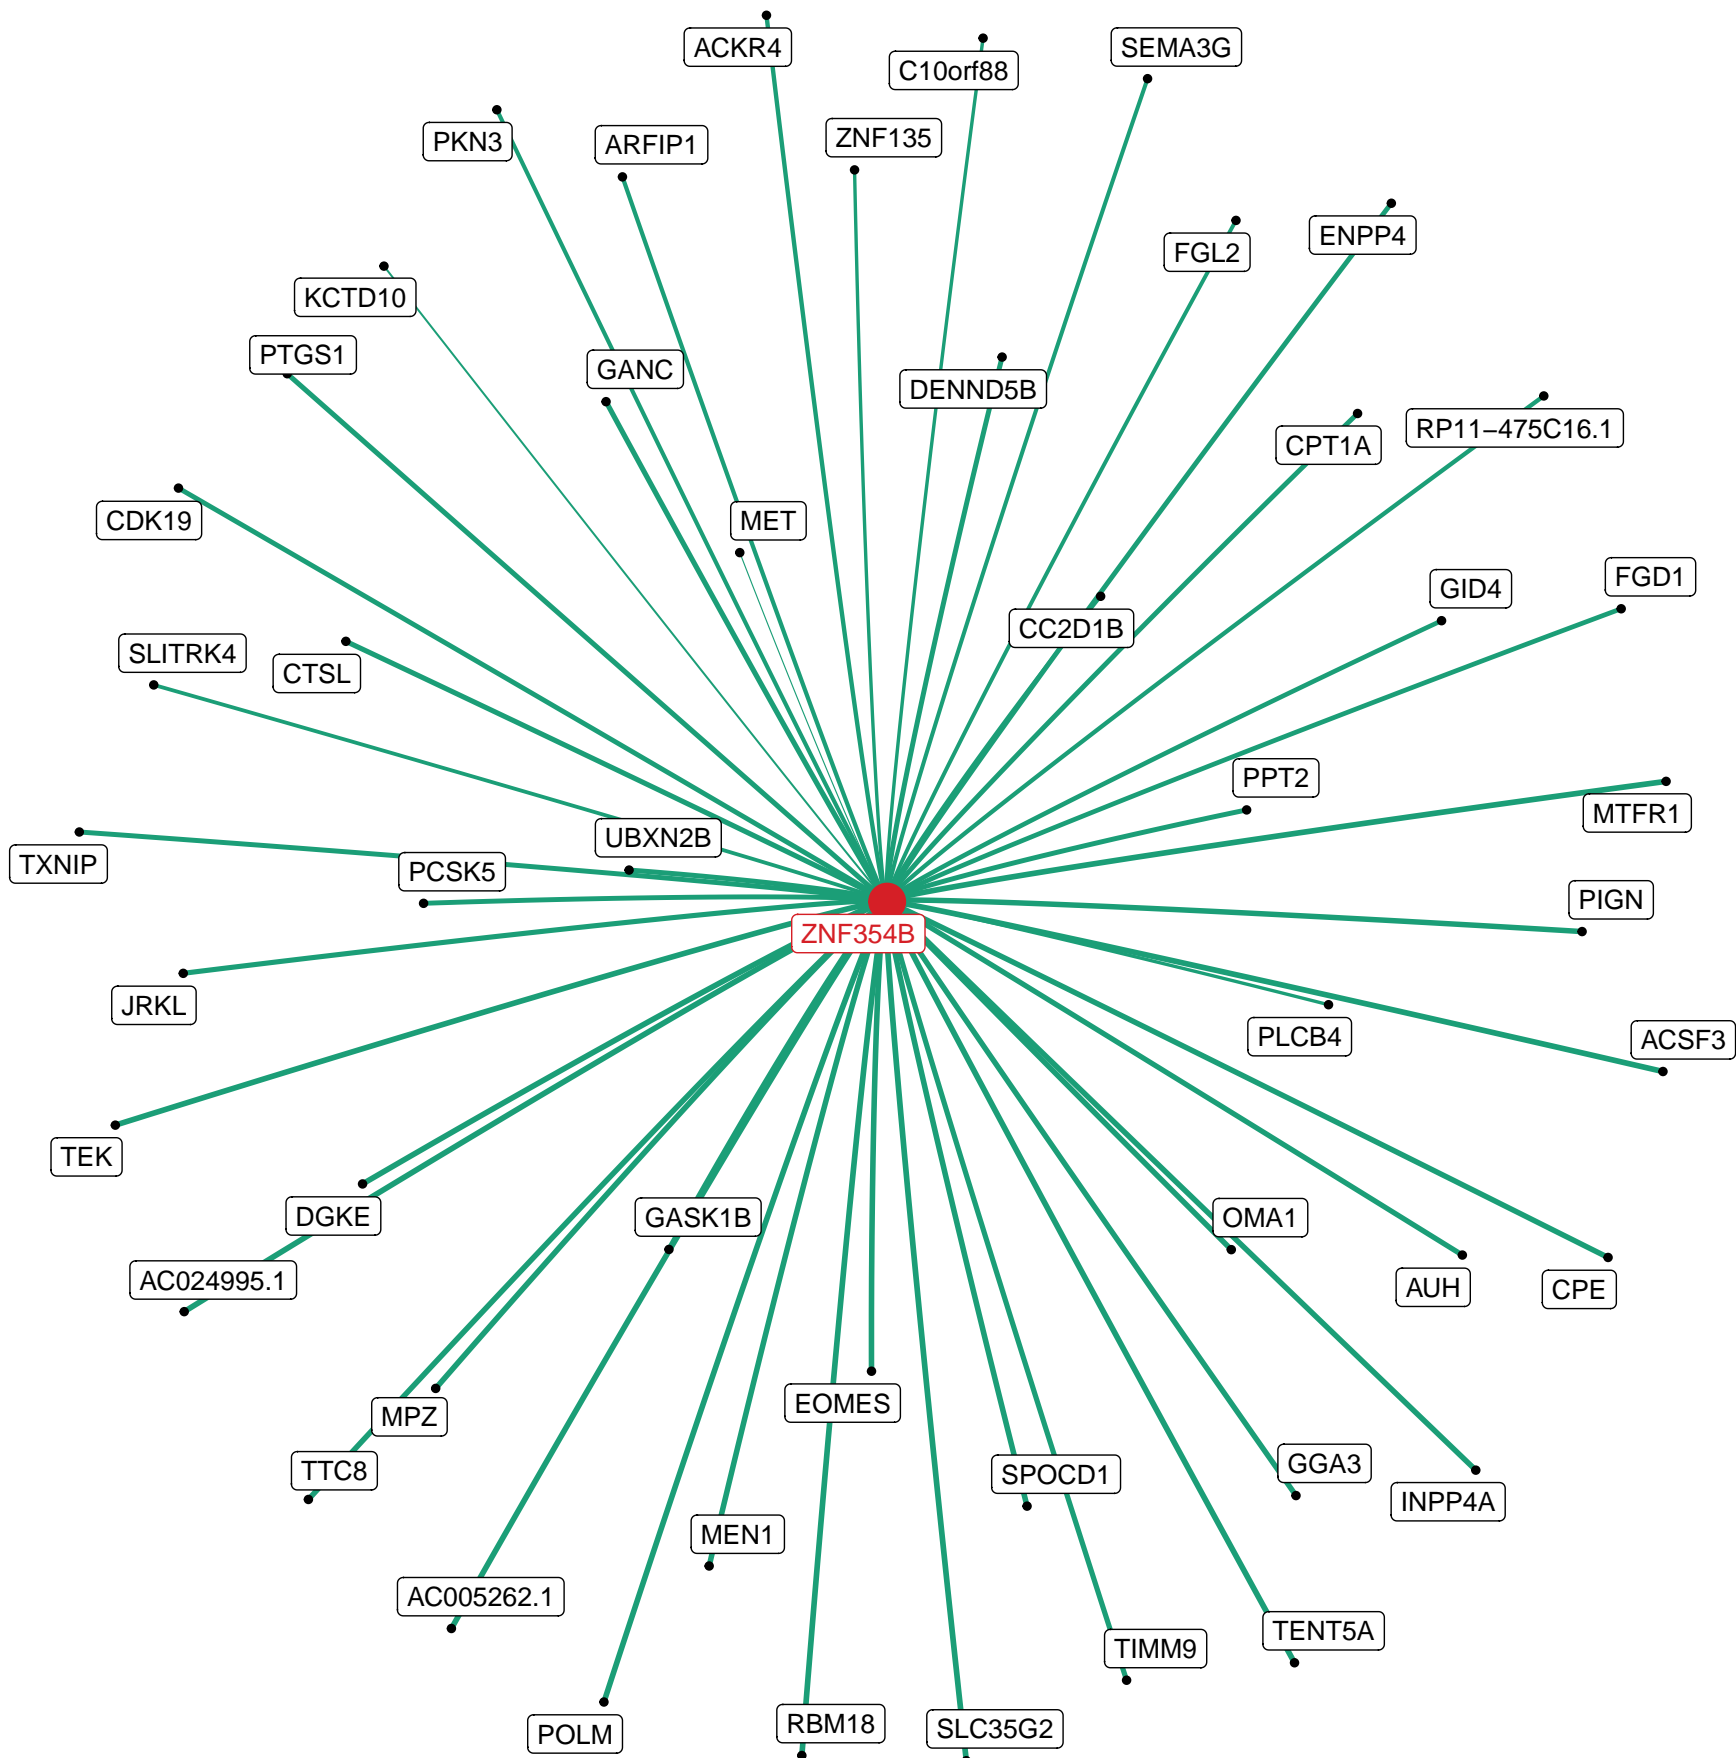 ACKR4
SEMA3G
C10orf88
ZNF135
PKN3
ARFIP1
ENPP4
FGL2
KCTD10
PTGS1
GANC
DENND5B
RP11−475C16.1
CPT1A
CDK19
MET
FGD1
GID4
CC2D1B
SLITRK4
CTSL
PPT2
MTFR1
UBXN2B
TXNIP
PCSK5
PIGN
ZNF354B
JRKL
PLCB4
ACSF3
TEK
DGKE
GASK1B
OMA1
AC024995.1
AUH
CPE
EOMES
MPZ
TTC8
GGA3
SPOCD1
INPP4A
MEN1
AC005262.1
TENT5A
TIMM9
RBM18
SLC35G2
POLM